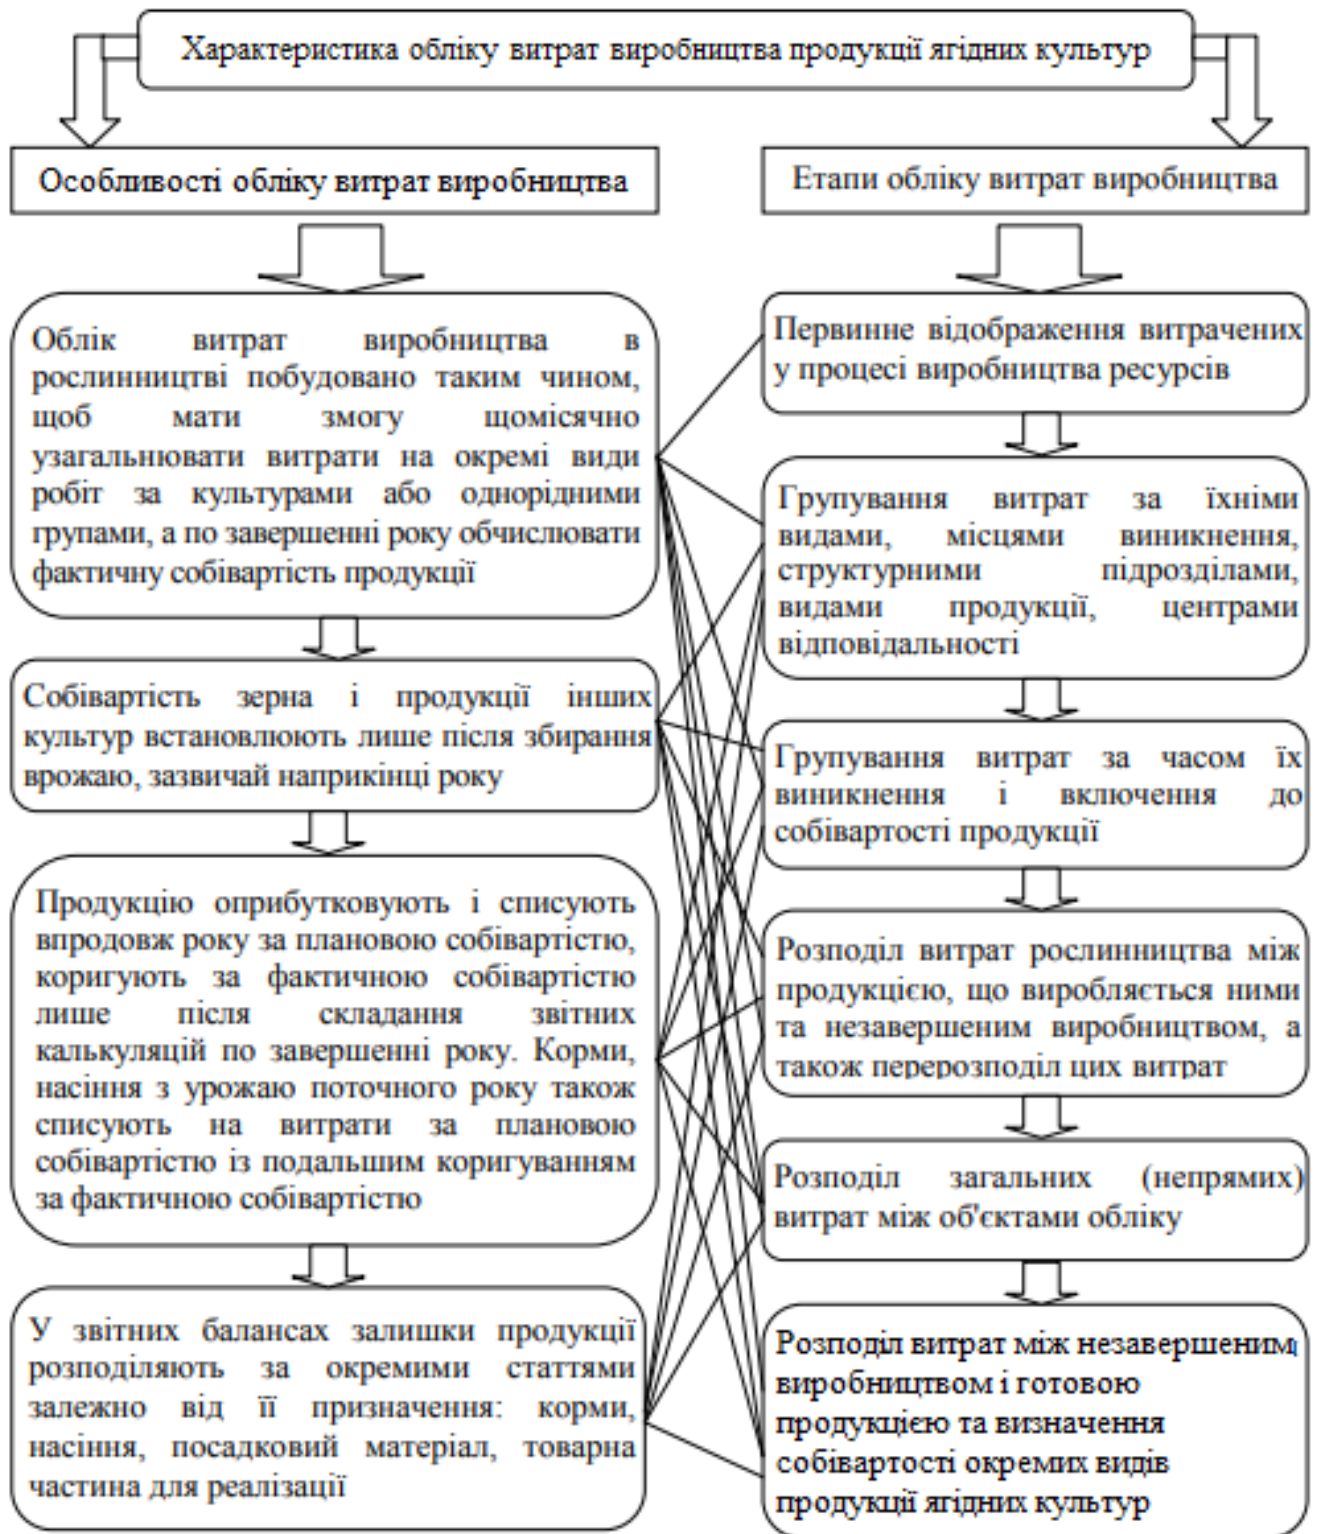 Характеристика обліку витрат виробництва продукції ягідних культур
Особливості обліку витрат виробництва
Облік витрат виробництва в
рослинництві побудовано таким чином,
щоб мати змогу щомісячно
узагальнювати витрати на окремі види
робіт за культурами або однорідними
групами, а по завершенні року обчислювати
фактичну собівартість продукції
Собівартість зерна і продукції інших
культур встановлюють лише після збирання
врожаю, зазвичай наприкінці року
Продукцію оприбутковують і списують
впродовж року за плановою собівартістю,
коригують за фактичною собівартістю
лише після складання звітних
калькуляцій по завершенні року. Корми,
насіння з урожаю поточного року також
списують на витрати за плановою
собівартістю із подальшим коригуванням
за фактичною собівартістю
У звітних балансах залишки продукції
розподіляють за окремими статтями
залежно від її призначення: корми,
насіння, посадковий матеріал, товарна
частина для реалізації
Етапи обліку витрат виробництва
Первинне відображення витрачених
у процесі виробництва ресурсів
Групування витрат за їхніми
видами, місцями виникнення,
структурними підрозділами,
видами продукції, центрами
відповідальності
Групування витрат за часом їх
виникнення і включення до
собівартості продукції
Розподіл витрат рослинництва між
продукцією, що виробляється ними
та незавершеним виробництвом, а
також перерозподіл цих витрат
Розподіл загальних (непрямих)
витрат між об'єктами обліку
Розподіл витрат між незавершеним
виробництвом і готовою
продукцією та визначення
собівартості окремих видів
продукції ягідних культур